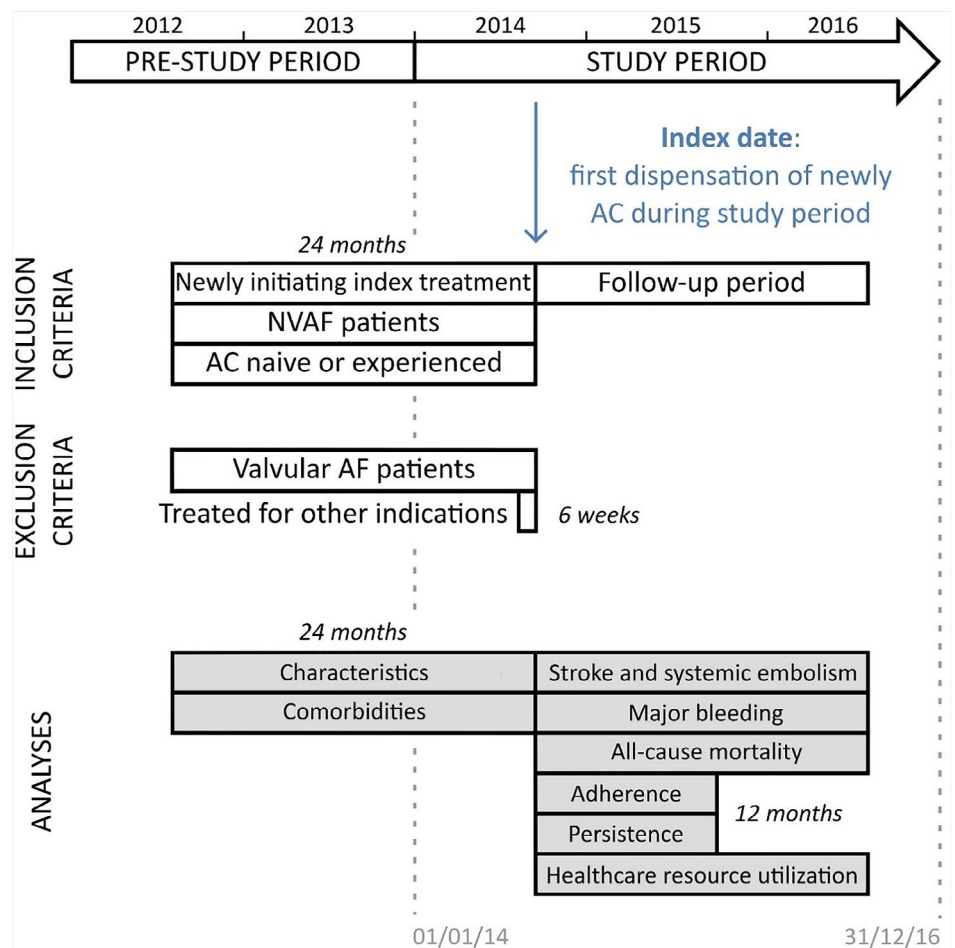 2012 2013 2014 2015 2016
PRE-STUDY PERIOD STUDY PERIOD
Index date:
first dispensation of newly
AC during study period
24 months
INCLUSION
CRITERIA
Newly initiating index treatment Follow-up period
NVAF patients
AC naive or experienced
EXCLUSION
CRITERIA
Valvular AF patients
Treated for other indications 6 weeks
24 months
ANALYSES
Characteristics Stroke and systemic embolism
Comorbidities Major bleeding
All-cause mortality
Adherence
12 months
Persistence
Healthcare resource utilization
01/01/14 31/12/16